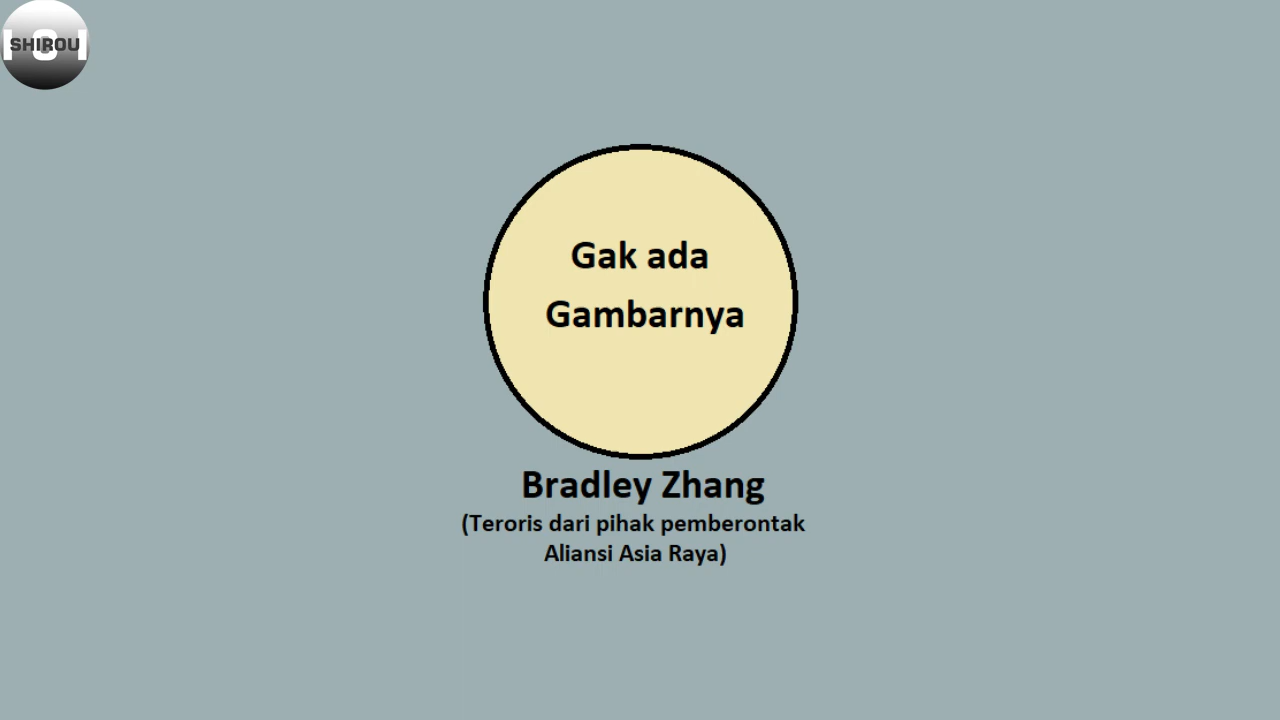 SHIROU
Gak ada
Gambarnya
Bradley Zhang
(Teroris dari pihak pemberontak
Aliansi Asia Raya)